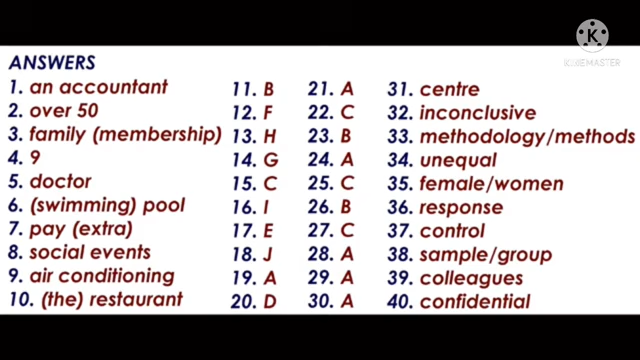 K
KINEMASTER
ANSWERS
1. an accountant
2. over 50
3. family (membership)
4. 9
5. doctor
6. (swimming) pool
7. pay (extra)
8. social events
9. air conditioning
10. (the) restaurant
11. B
12. F
13. H
14. G
15. C
16. I
17. E
18. J
19. A
20. D
21. A
22. C
23. B
24. A
25. C
26. B
27. C
28. A
29. A
30. A
31. centre
32. inconclusive
33. methodology/methods
34. unequal
35. female/women
36. response
37. control
38. sample/group
39. colleagues
40. confidential